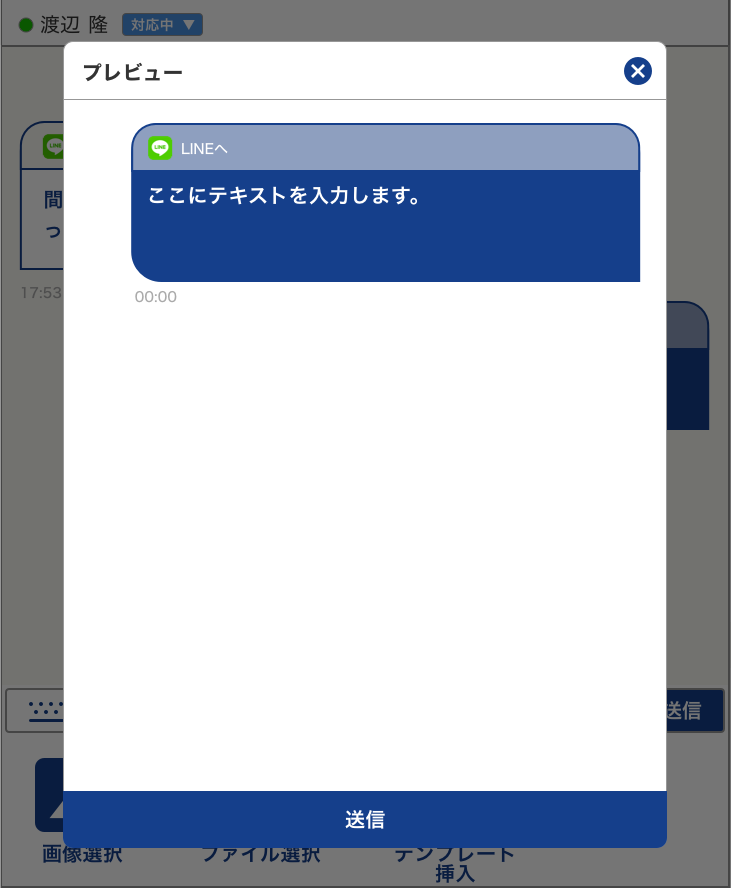 渡辺 隆
対応中 ▼
プレビュー
LINE
LINEへ
ここにテキストを入力します。
00:00
LINE
間
っ
17:53
送信
送信
画像選択
ファイル選択
テンプレート
挿入